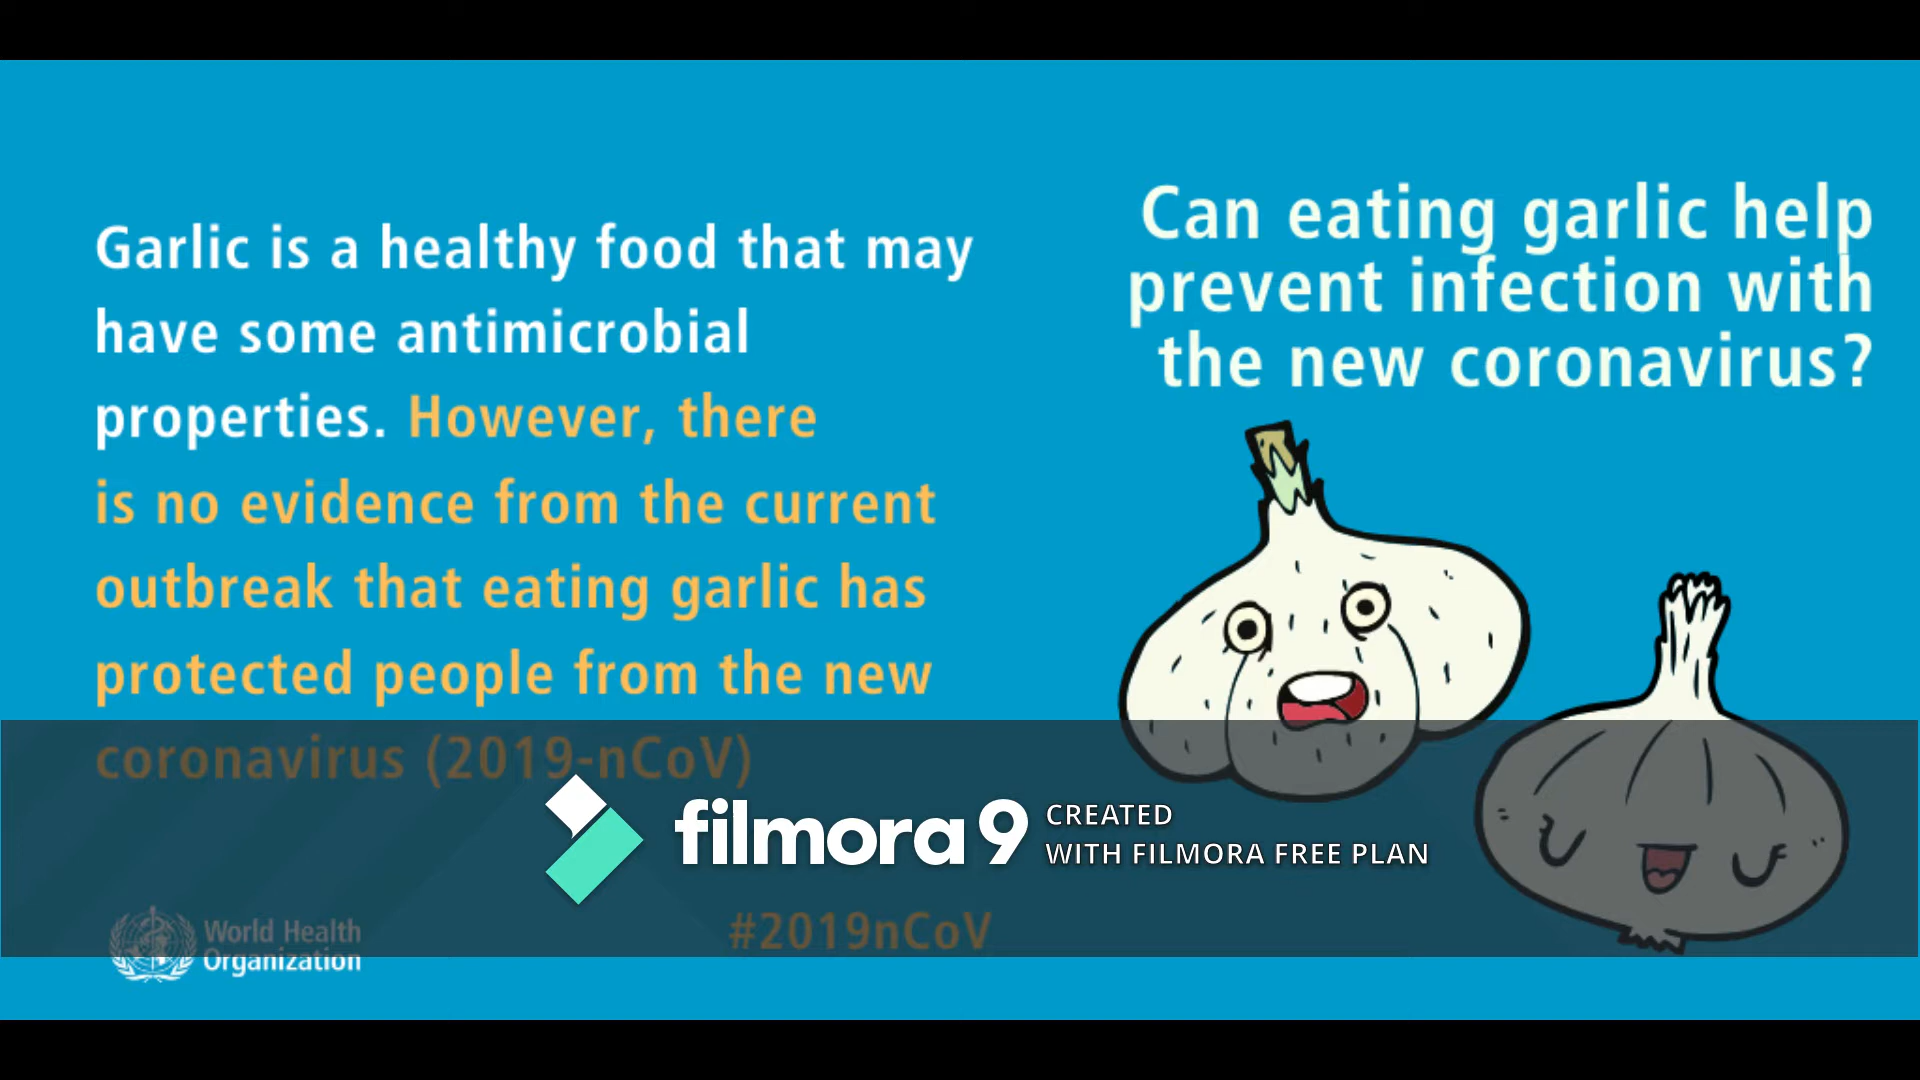 Can eating garlic help
prevent infection with
the new coronavirus?
Garlic is a healthy food that may
have some antimicrobial
properties. However, there
is no evidence from the current
outbreak that eating garlic has
protected people from the new
coronavirus (2019-nCoV)
filmora9
CREATED
WITH FILMORA FREE PLAN
World Health
Organization
#2019nCoV